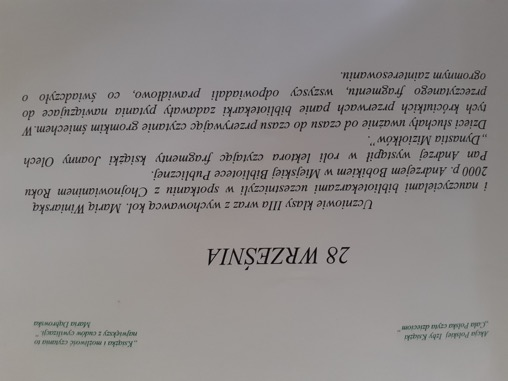 Akcja Polskiej Izby Książki
„Cała Polska czyta dzieciom”
„Książka i możliwość czytania to
największy z cudów cywilizacji.”
Maria Dąbrowska
28 WRZEŚNIA
Uczniowie klasy IIIa wraz z wychowawcą kol. Marią Winiarską
i nauczycielami bibliotekarzami uczestniczyli w spotkaniu z Chojnowianinem Roku
2000 p. Andrzejem Bobikiem w Miejskiej Bibliotece Publicznej.
Pan Andrzej wystąpił w roli lektora czytając fragmenty książki Joanny Olech
„Dynastia Miziołków”.
Dzieci słuchały uważnie od czasu do czasu przerywając czytanie gromkim śmiechem. W
tych króciutkich przerwach panie bibliotekarki zadawały pytania nawiązujące do
przeczytanego fragmentu, wszyscy odpowiadali prawidłowo, co świadczyło o
ogromnym zainteresowaniu.